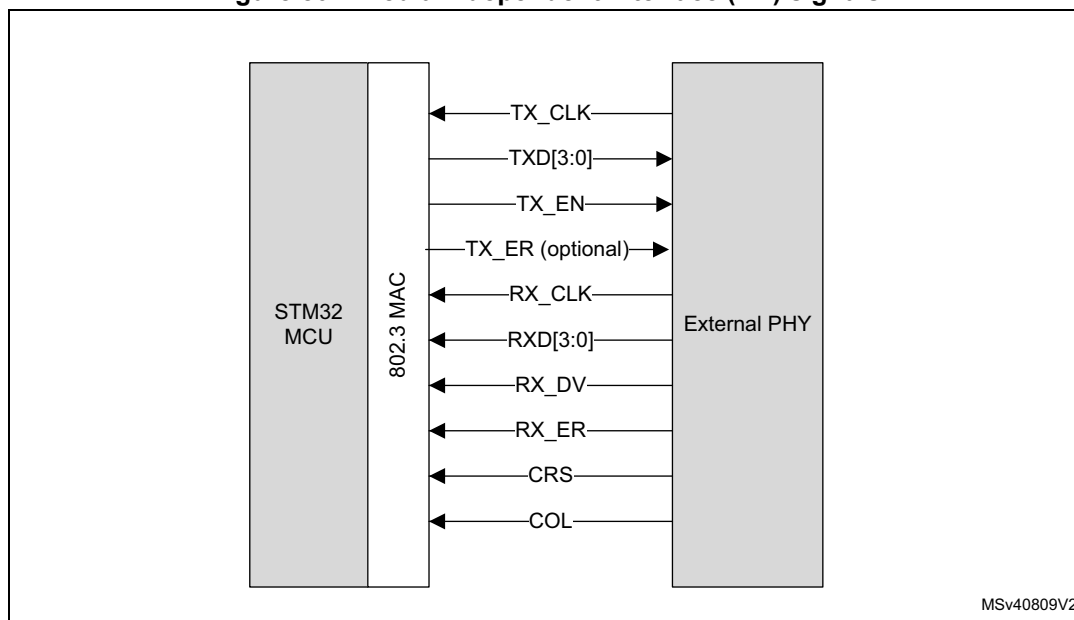 TX_CLK
TXD[3:0]
TX_EN
TX_ER (optional)
RX_CLK
RXD[3:0]
RX_DV
RX_ER
CRS
COL
STM32
MCU
802.3 MAC
External PHY
MSv40809V2